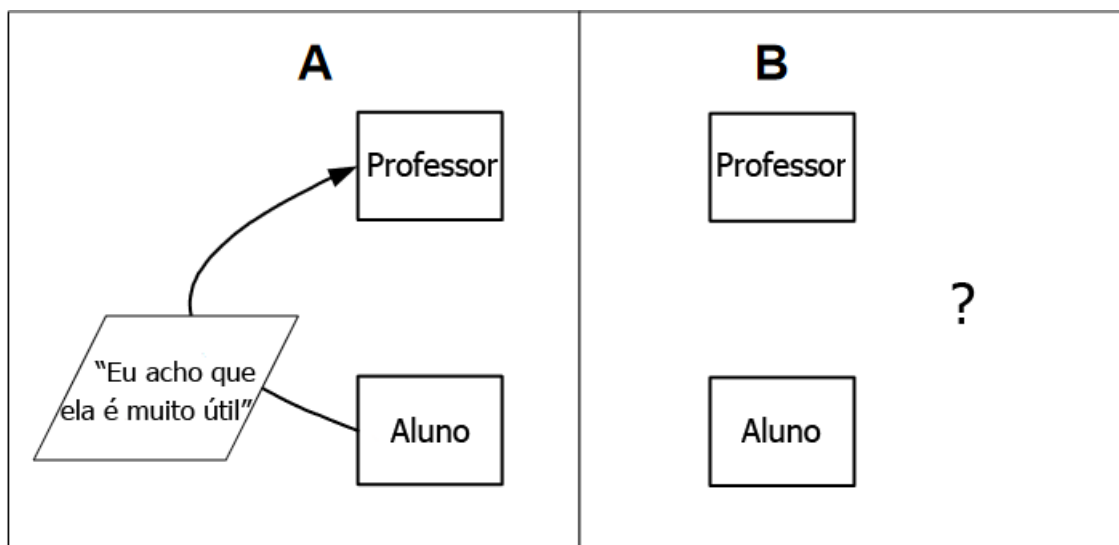 A
Professor
“Eu acho que
ela é muito útil”
Aluno
B
Professor
?
Aluno